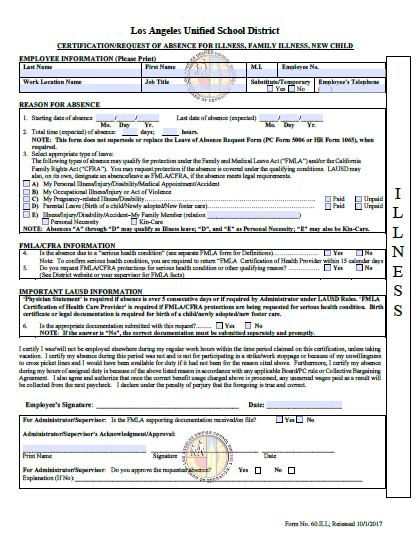 Los Angeles Unified School District
CERTIFICATION/REQUEST OF ABSENCE FOR ILLNESS, FAMILY ILLNESS, NEW CHILD
EMPLOYEE INFORMATION (Please Print)
Last Name First Name M.I. Employee No.
Work Location Name Job Title Substitute/Temporary Employee's Telephone
Yes No ( )
REASON FOR ABSENCE
1. Starting date of absence / / Last date of absence (expected) / /
Mo. Day Yr. Mo. Day Yr.
2. Total time (expected) of absence: days; hours.
NOTE: This form does not supersede or replace the Leave of Absence Request Form (PC Form 5006 or HR Form 1065), when
required.
3. Select appropriate type of leave:
The following types of absence may qualify for protection under the Family and Medical Leave Act ("FMLA") and/or the California
Family Rights Act ("CFRA"). You may request protection if the absence is covered under the qualifying conditions. LAUSD may
also, on its own, designate an absence/leave as FMLA/CFRA, if the absence meets legal requirements.
A) My Personal Illness/Injury/Disability/Medical Appointment/Accident
B) My Occupational Illness/Injury or Act of Violence
C) My Pregnancy-related Illness/Disability Paid Unpaid
D) Parental Leave (Birth of a child/Newly adopted/New foster care) Paid Unpaid
E) Illness/Injury/Disability/Accident-My Family Member (relation )
Personal Necessity Kin-Care
NOTE: Absences "A" through "D" may qualify as Illness leave; "D", and "E" as Personal Necessity; "E" may also be Kin-Care.
FMLA/CFRA INFORMATION
4. Is the absence due to a "serious health condition" (see separate FMLA form for Definitions) Yes No
Note: To confirm serious health condition, you are required to return "FMLA Certification of Health Provider within 15 calendar days
5. Do you request FMLA/CFRA protections for serious health condition or other qualifying reason? Yes No
(See District website or your supervisor for FMLA facts)
IMPORTANT LAUSD INFORMATION
'Physician Statement' is required if absence is over 5 consecutive days or if required by Administrator under LAUSD Rules. "FMLA
Certification of Health Care Provider" is required if FMLA/CFRA protections are being requested for serious health condition. Birth
certificate or legal documentation is required for birth of a child/newly adopted/new foster care.
6. Is the appropriate documentation submitted with this request? Yes No
NOTE: If the answer is "No", the correct documentation must be submitted separately and promptly.
I certify I was/will not be employed elsewhere during my regular work hours within the time period claimed on this certification, unless taking
vacation. I certify my absence during this period was not and is not for participating in a strike/work stoppage or because of my unwillingness
to cross picket lines and I would have been available for duty if it had not been for the reason cited above. Furthermore, I certify my absence
during my hours of assigned duty is because of the above listed reason in accordance with any applicable Board/PC rule or Collective Bargaining
Agreement. I also agree and authorize that once the correct benefit usage charged above is processed, any unearned wages paid as a result will
be collected from the next paycheck. I declare under the penalty of perjury that the foregoing is true and correct.
Employee's Signature: Date:
For Administrator/Supervisor: Is the FMLA supporting documentation received/on file? Yes No
Administrator/Supervisor's Acknowledgment/Approval:
Print Name Signature Date
For Administrator/Supervisor: Do you approve the requested absence? Yes No
Explanation (If No):
Form No. 60.ILL; Reissued 10/1/2017
I
L
L
N
E
S
S